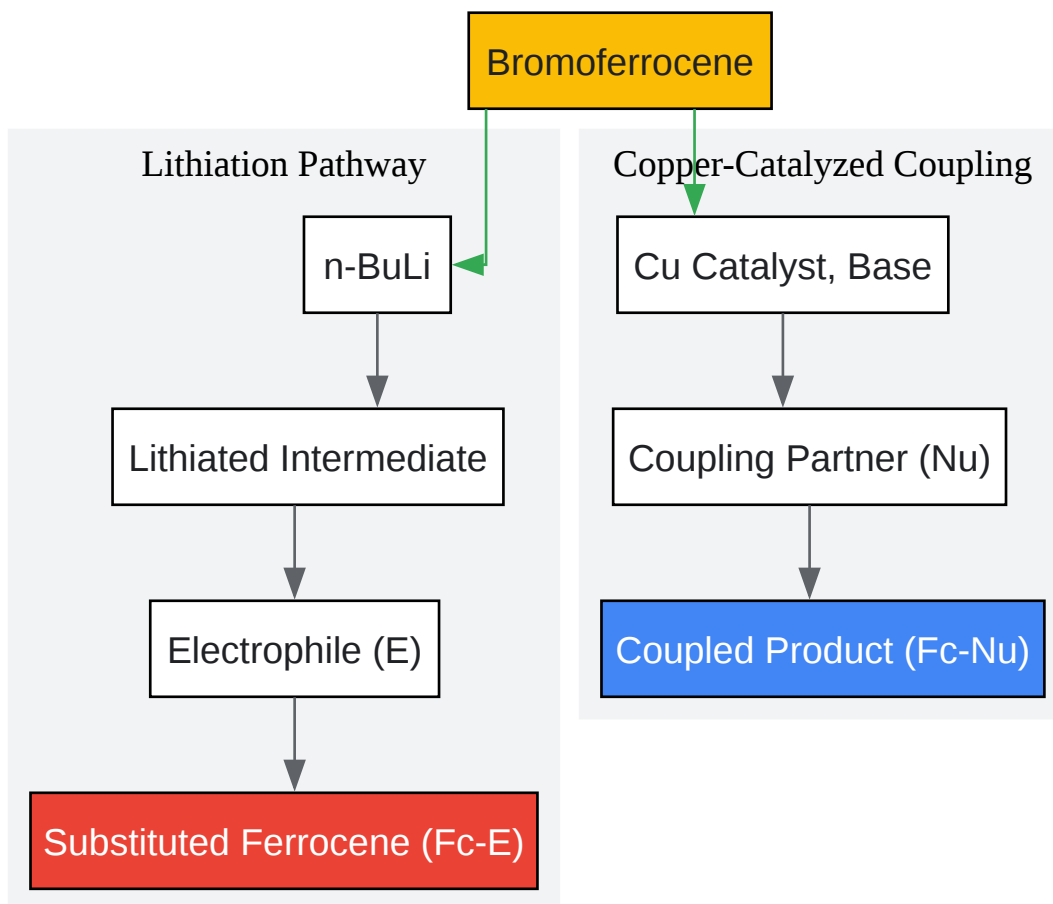 Bromoferrocene
Lithiation Pathway
n-BuLi
Lithiated Intermediate
Electrophile (E)
Substituted Ferrocene (Fc-E)
Copper-Catalyzed Coupling
Cu Catalyst, Base
Coupling Partner (Nu)
Coupled Product (Fc-Nu)